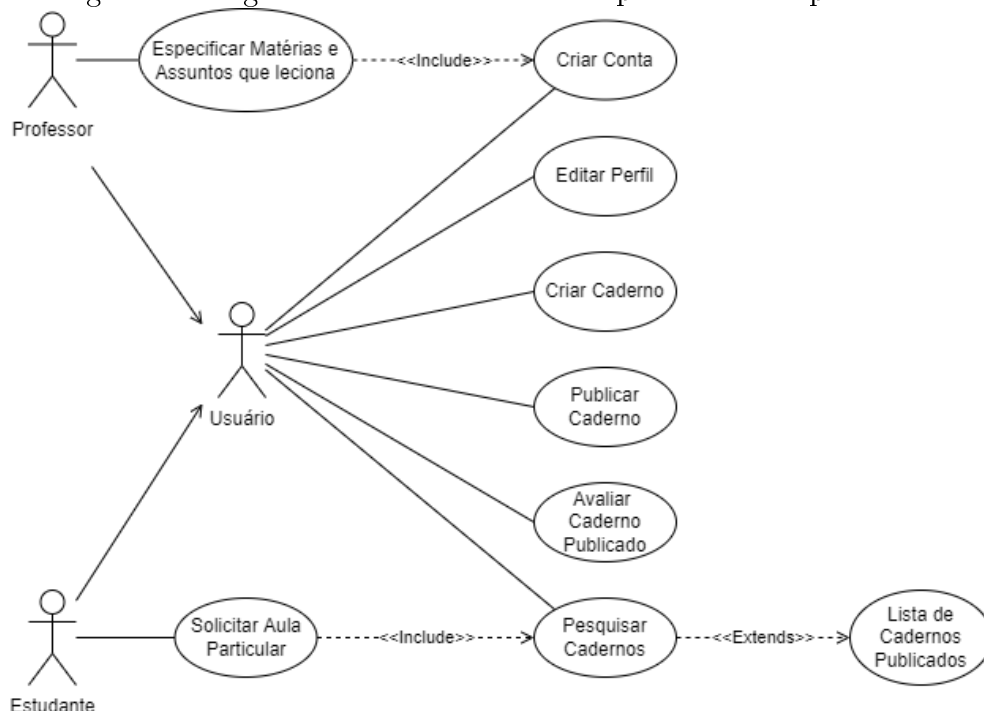 Especificar Matérias e
Assuntos que leciona
<<Include>>
Criar Conta
Professor
Editar Perfil
Criar Caderno
Usuário
Publicar
Caderno
Avaliar
Caderno
Publicado
Solicitar Aula
Particular
<<Include>>
Pesquisar
Cadernos
<<Extends>>
Lista de
Cadernos
Publicados
Estudante